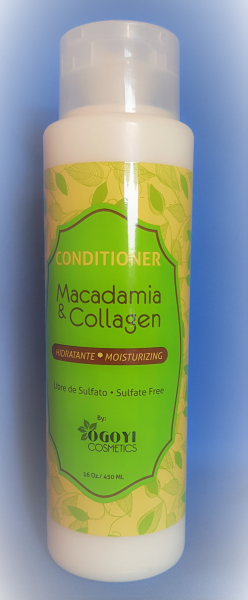 CONDITIONER
Macadamia
& Collagen
HIDRATANTE • MOISTURIZING
Libre de Sulfato • Sulfate Free
By:
OGOYI
COSMETICS
16 Oz./ 450 ML